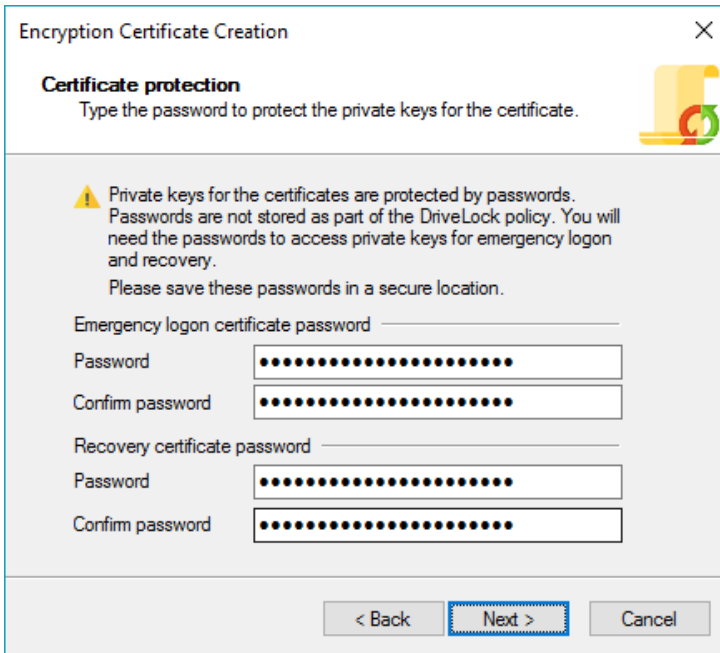 Encryption Certificate Creation
Certificate protection
Type the password to protect the private keys for the certificate.
Private keys for the certificates are protected by passwords.
Passwords are not stored as part of the DriveLock policy. You will
need the passwords to access private keys for emergency logon
and recovery.
Please save these passwords in a secure location.
Emergency logon certificate password
Password ●●●●●●●●●●●●●●●●●●●●●●
Confirm password ●●●●●●●●●●●●●●●●●●●●●●
Recovery certificate password
Password ●●●●●●●●●●●●●●●●●●●●●●
Confirm password ●●●●●●●●●●●●●●●●●●●●●●
< Back Next > Cancel